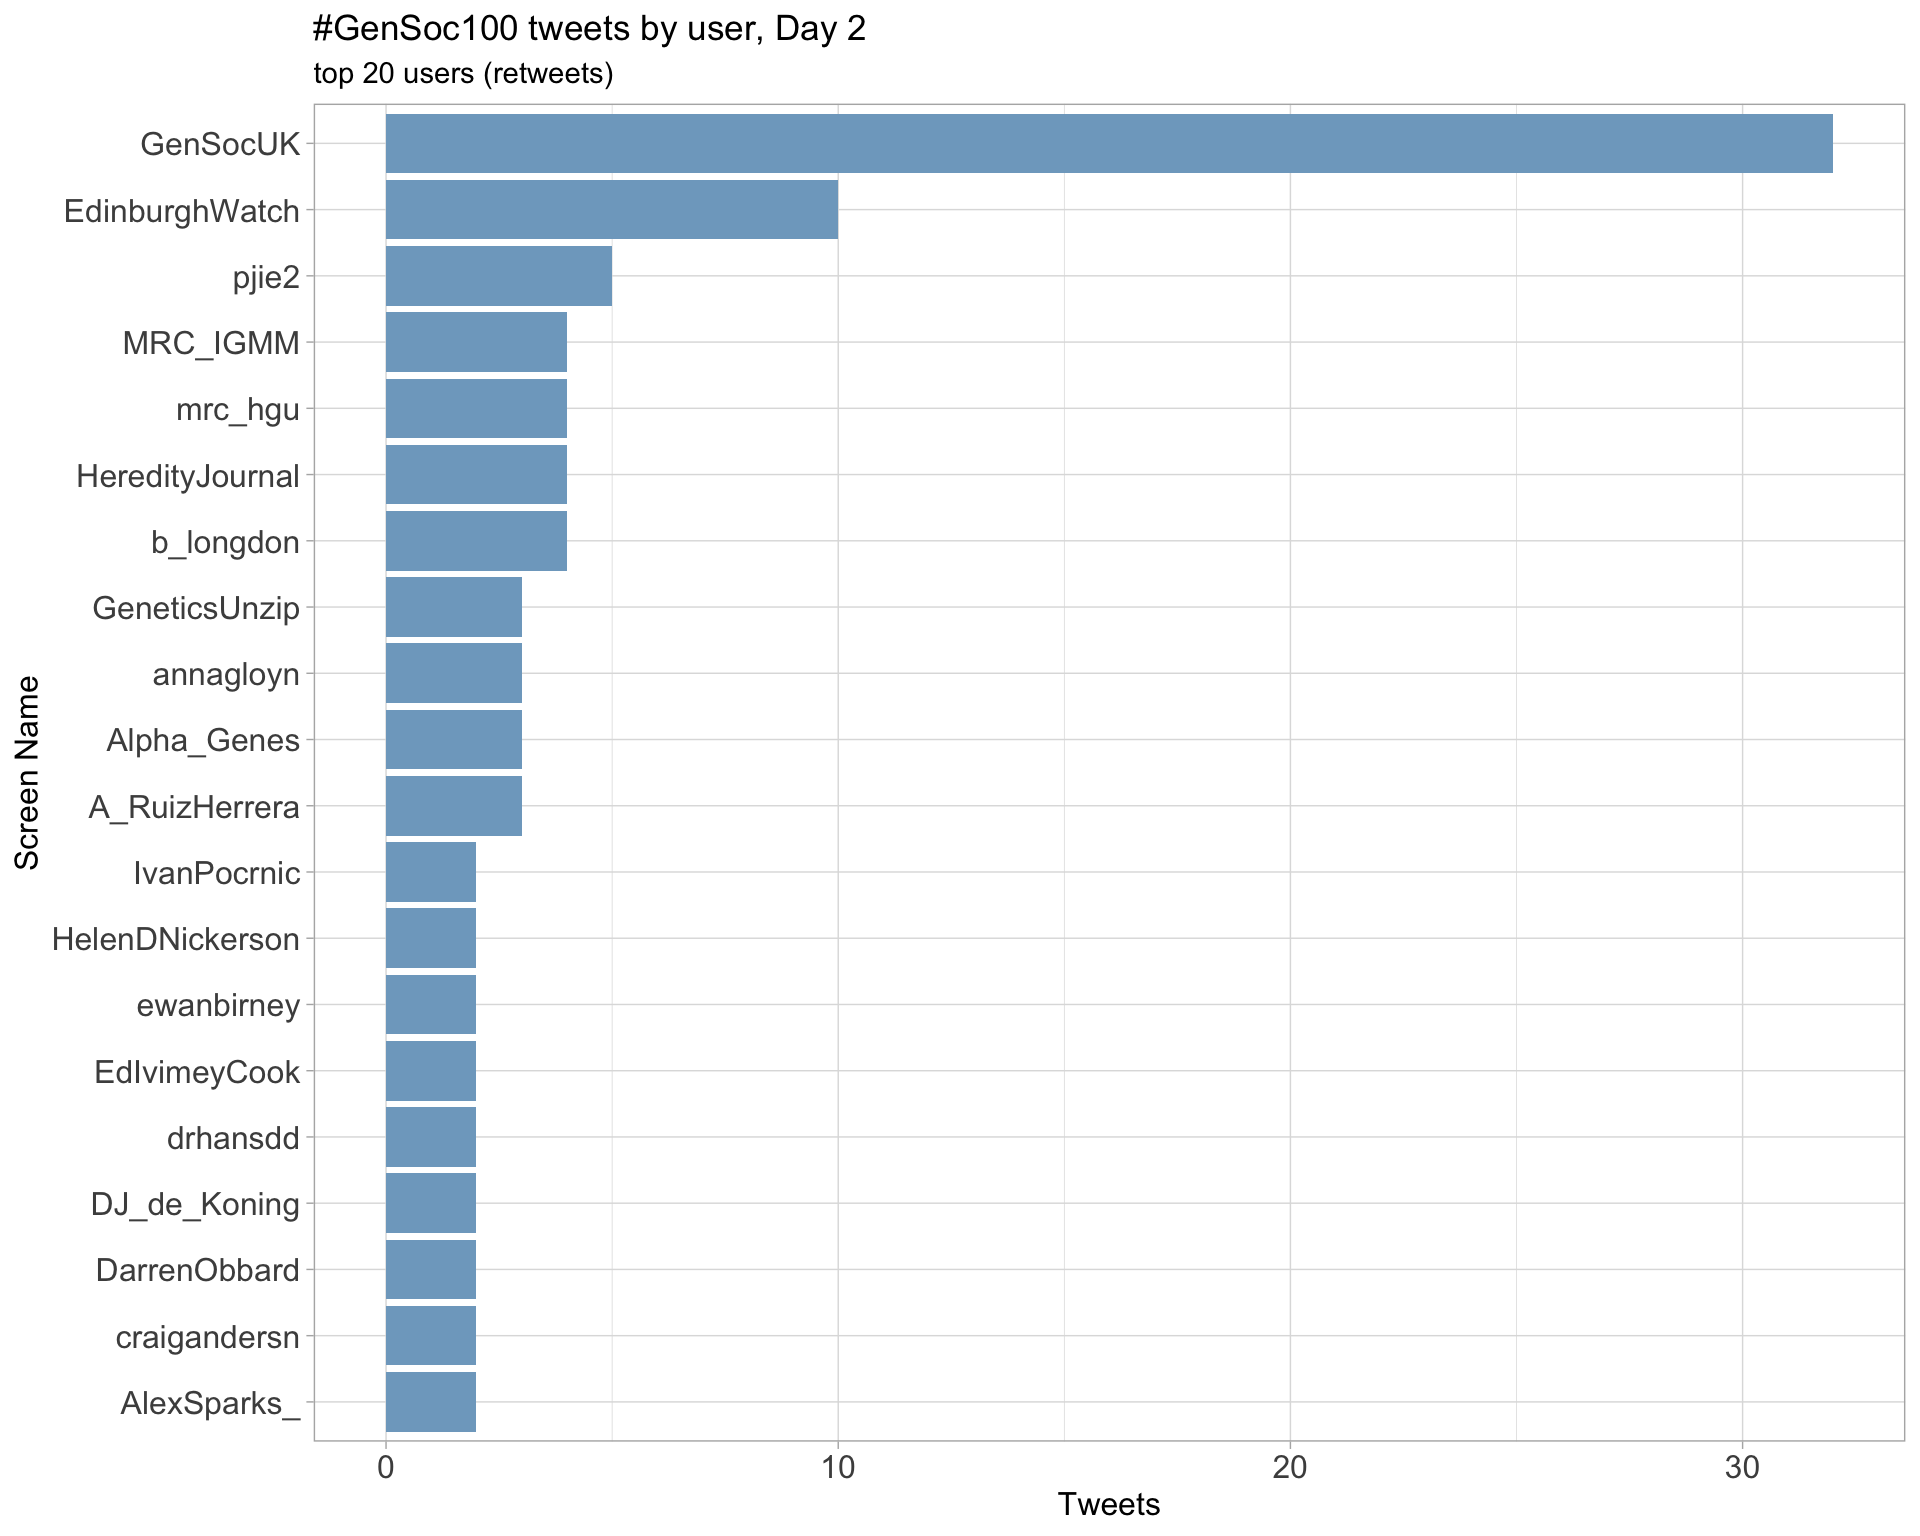 #GenSoc100 tweets by user, Day 2
top 20 users (retweets)
GenSocUK
EdinburghWatch
pjie2
MRC_IGMM
mrc_hgu
HeredityJournal
b_longdon
GeneticsUnzip
annagloyn
Alpha_Genes
A_RuizHerrera
IvanPocrnic
HelenDNickerson
ewanbirney
EdIvimeyCook
drhansdd
DJ_de_Koning
DarrenObbard
craigandersn
AlexSparks_
Screen Name
0 10 20 30
Tweets